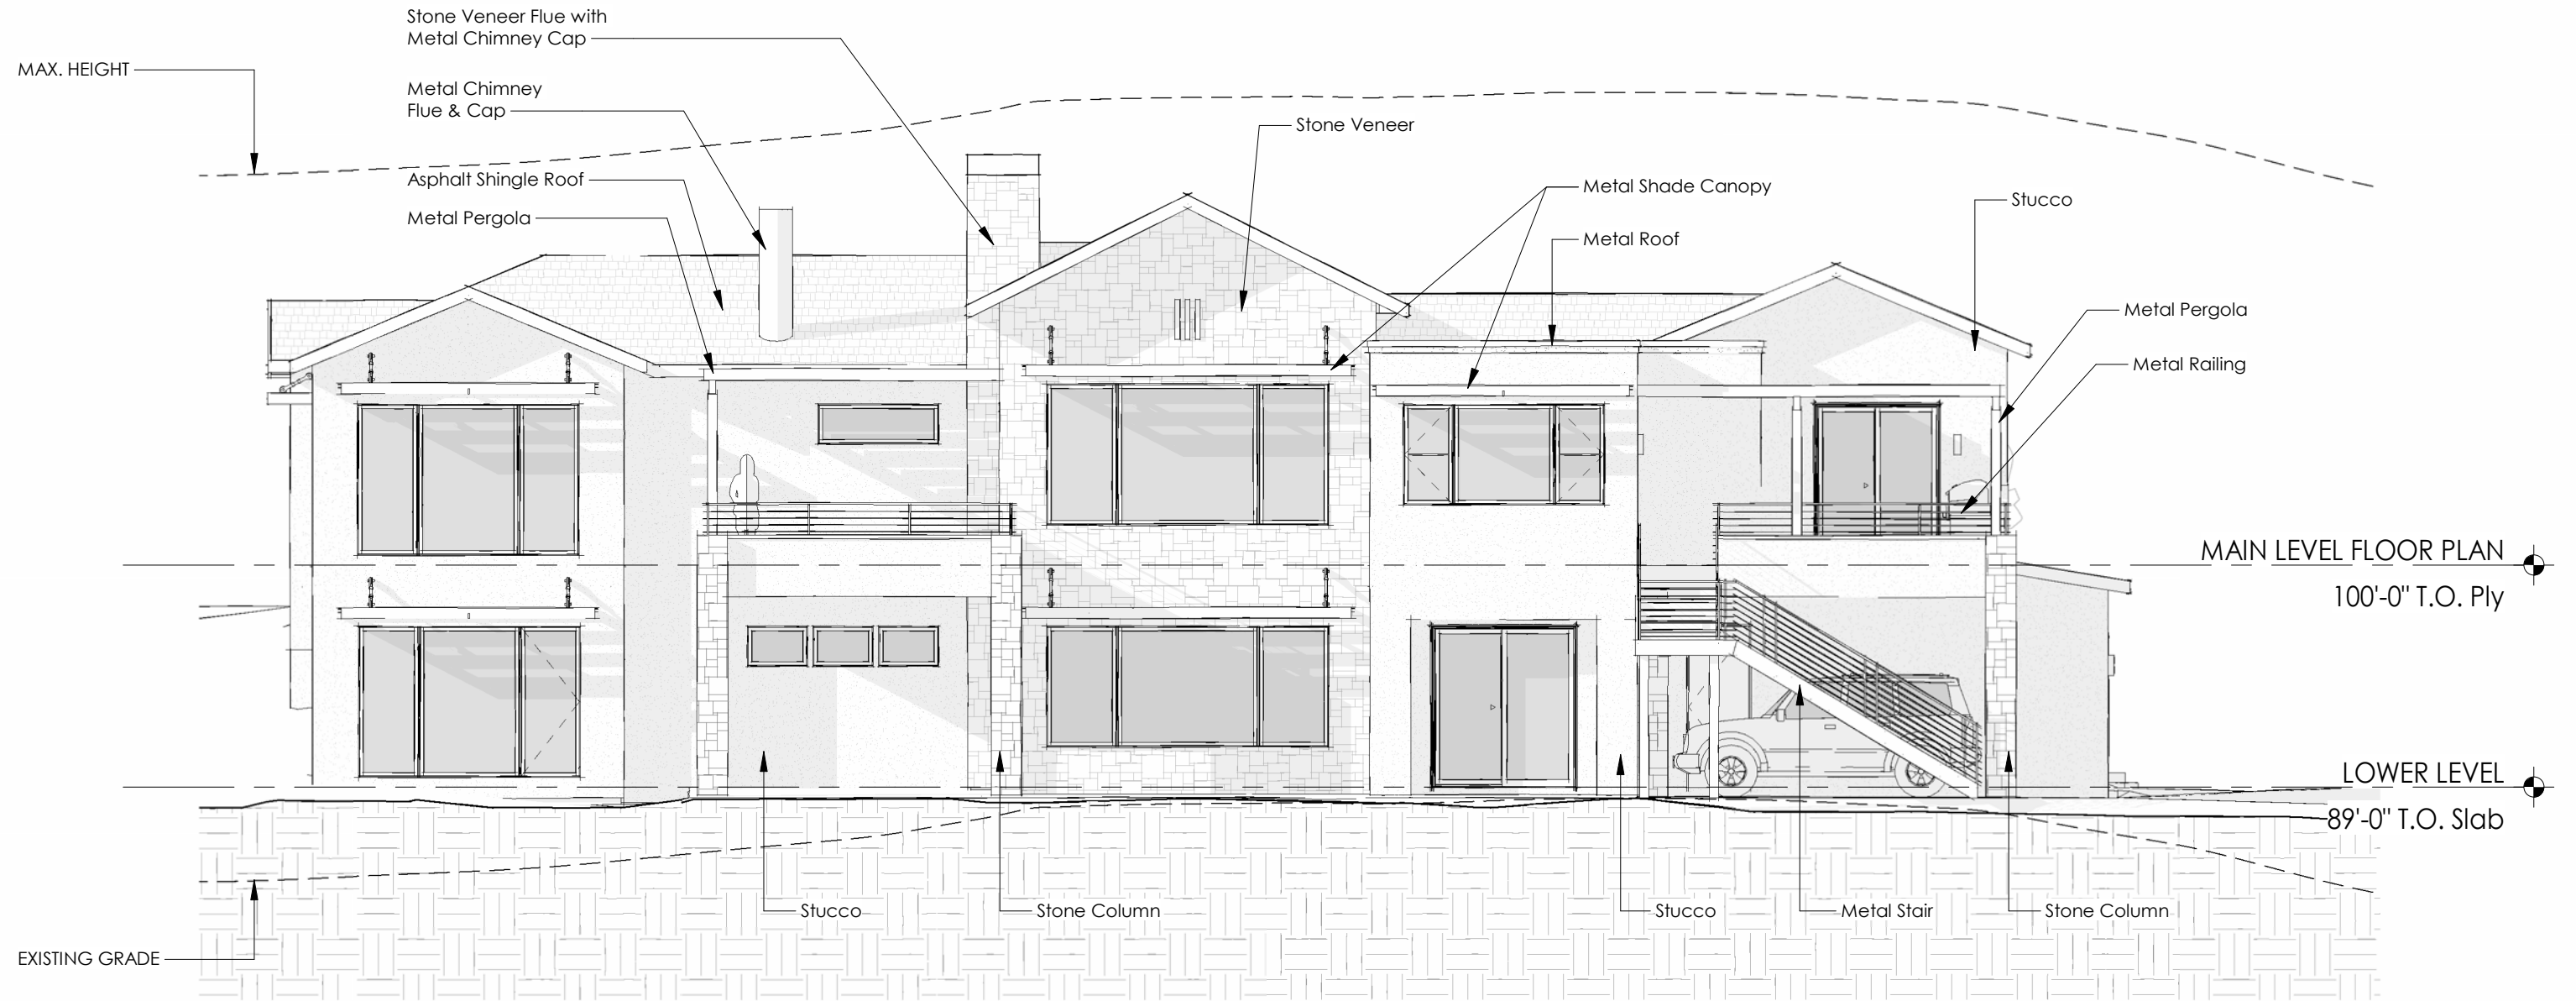 Stone Veneer Flue with
Metal Chimney Cap
MAX. HEIGHT
Metal Chimney
Flue & Cap
Stone Veneer
Asphalt Shingle Roof
Metal Shade Canopy
Stucco
Metal Pergola
Metal Roof
Metal Pergola
Metal Railing
MAIN LEVEL FLOOR PLAN
100'-0" T.O. Ply
LOWER LEVEL
89'-0" T.O. Slab
Stucco
Stone Column
Stucco
Metal Stair
Stone Column
EXISTING GRADE